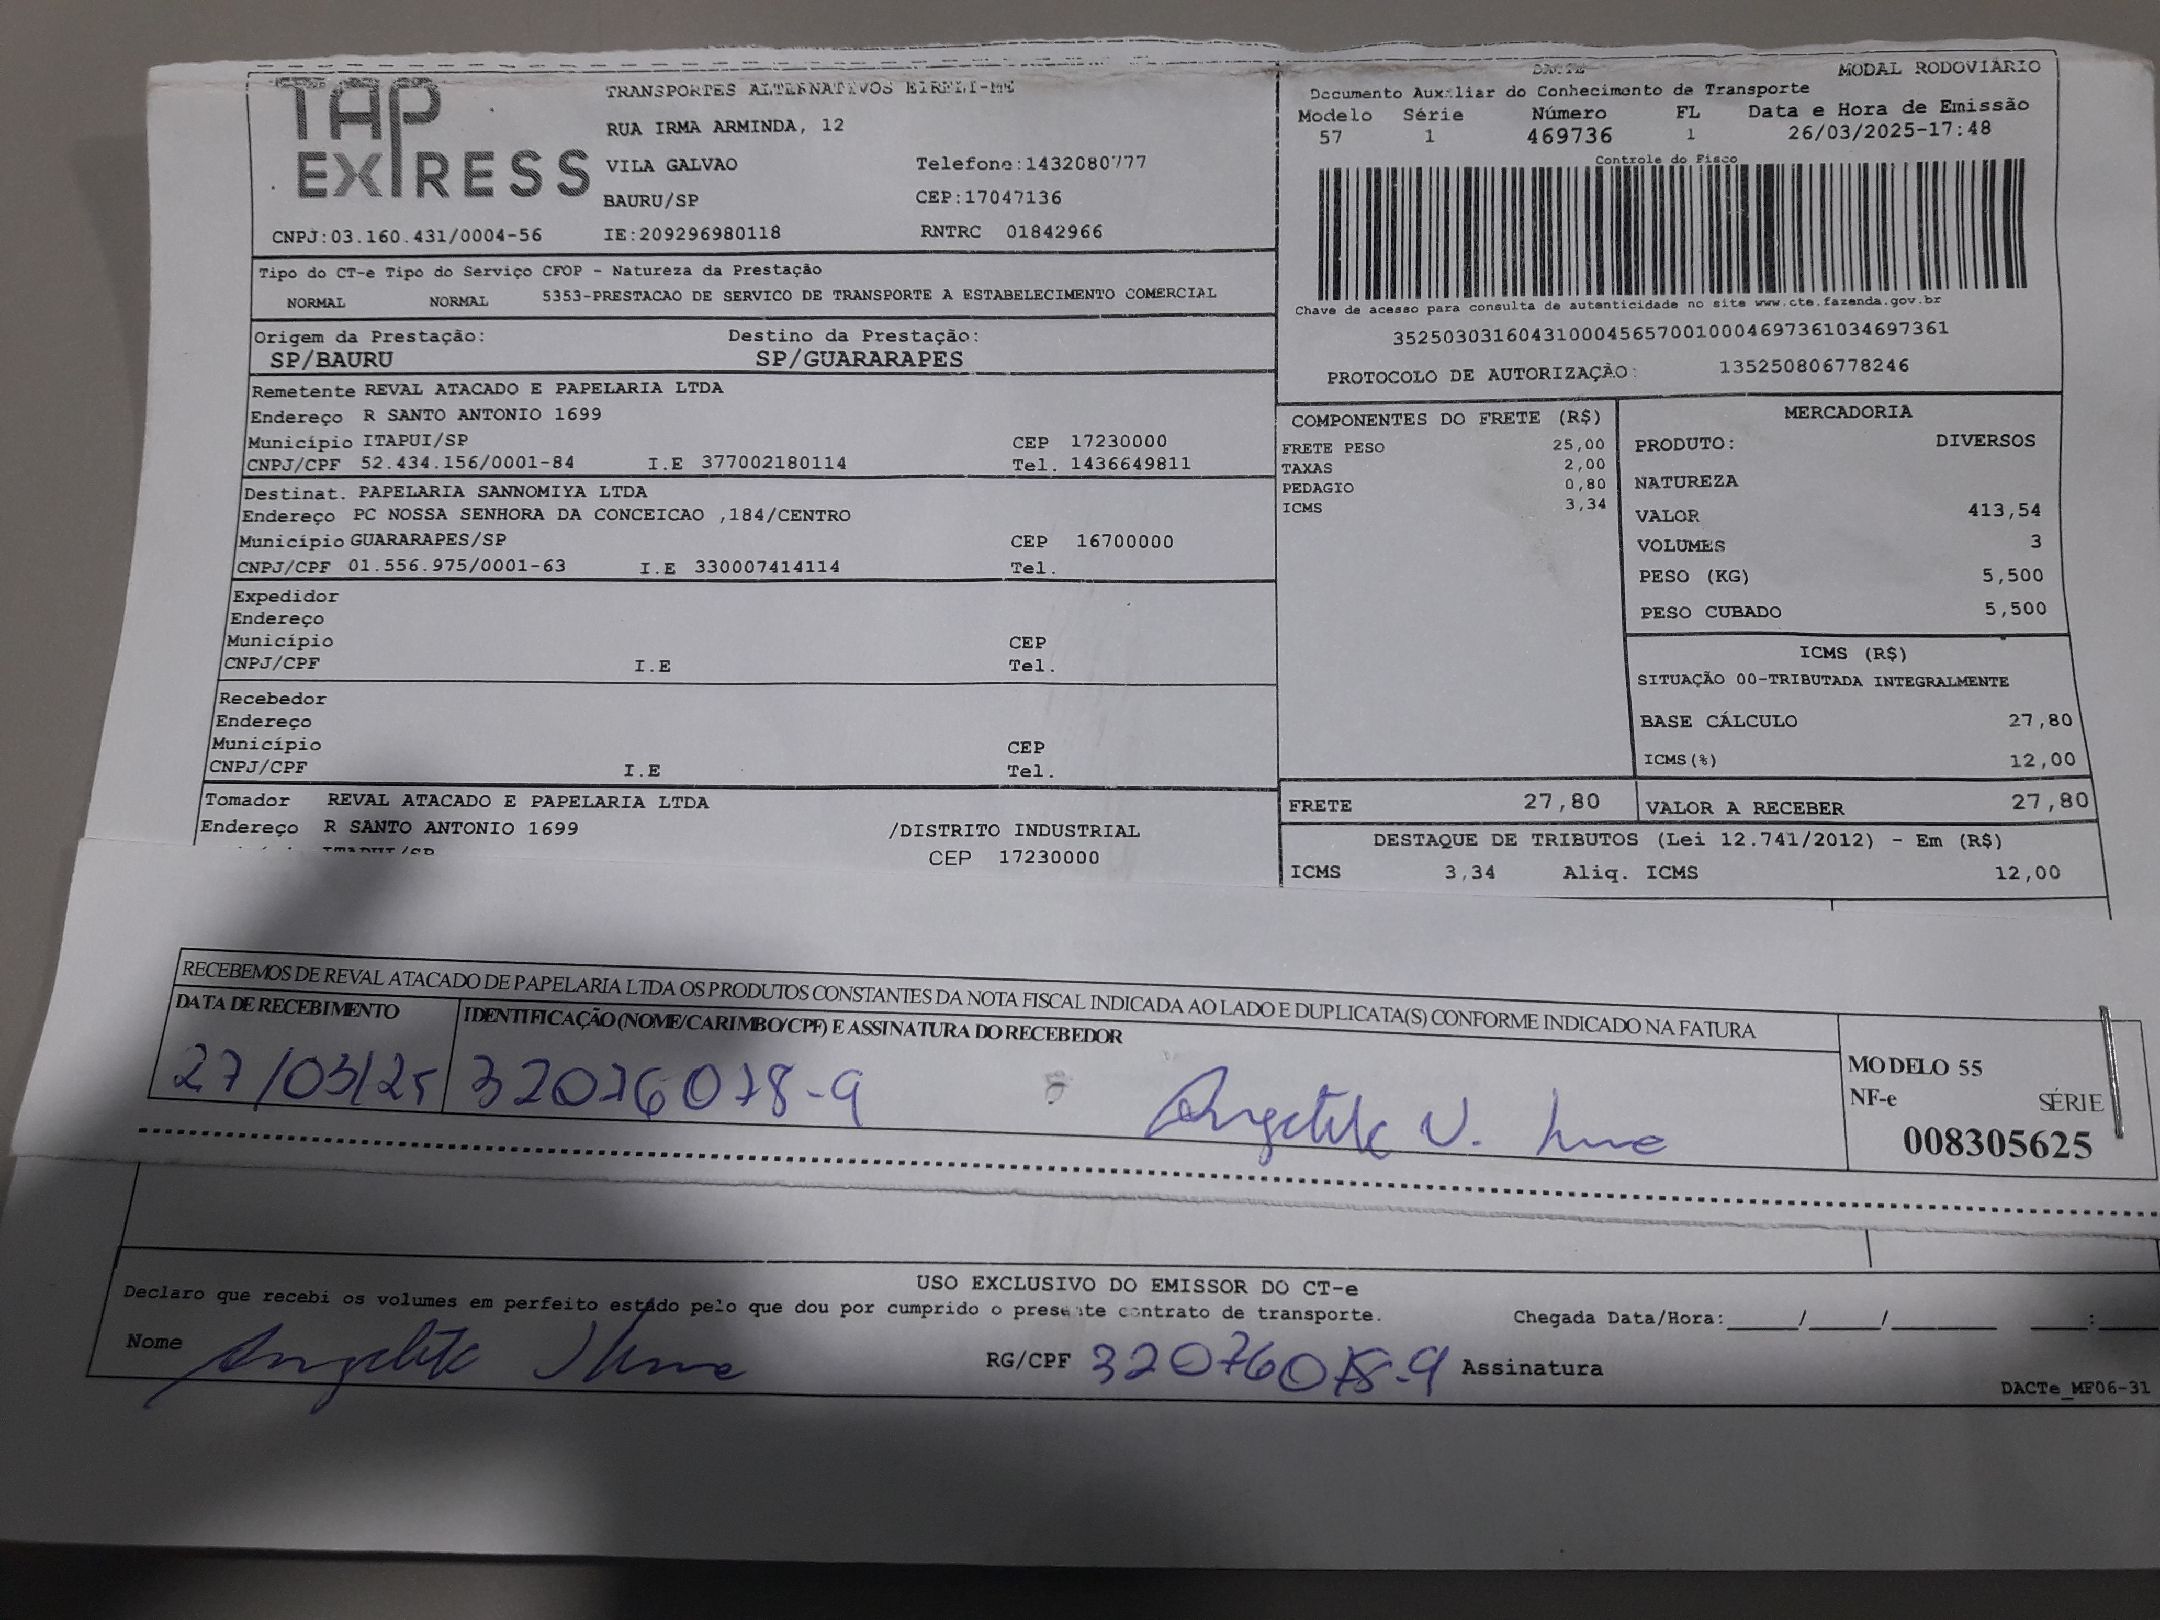 TAP
EXPRESS
TRANSPORTES ALTERNATIVOS EIRELI-ME
RUA IRMA ARMINDA, 12
VILA GALVAO Telefone:1432080777
BAURU/SP CEP:17047136
CNPJ:03.160.431/0004-56 IE:209296980118 RNTRC 01842966
DACTE MODAL RODOVIÁRIO
Documento Auxiliar do Conhecimento de Transporte
Modelo Série Número FL Data e Hora de Emissão
57 1 469736 1 26/03/2025-17:48
Controle do Fisco
Chave de acesso para consulta de autenticidade no site www.cte.fazenda.gov.br
35250303160431000456570010004697361034697361
PROTOCOLO DE AUTORIZAÇÃO: 135250806778246
Tipo do CT-e Tipo do Serviço CFOP - Natureza da Prestação
NORMAL NORMAL 5353-PRESTACAO DE SERVICO DE TRANSPORTE A ESTABELECIMENTO COMERCIAL
Origem da Prestação: Destino da Prestação:
SP/BAURU SP/GUARARAPES
Remetente REVAL ATACADO E PAPELARIA LTDA
Endereço R SANTO ANTONIO 1699
Município ITAPUI/SP CEP 17230000
CNPJ/CPF 52.434.156/0001-84 I.E 377002180114 Tel. 1436649811
Destinat. PAPELARIA SANNOMIYA LTDA
Endereço PC NOSSA SENHORA DA CONCEICAO ,184/CENTRO
Município GUARARAPES/SP CEP 16700000
CNPJ/CPF 01.556.975/0001-63 I.E 330007414114 Tel.
Expedidor
Endereço
Município CEP
CNPJ/CPF I.E Tel.
Recebedor
Endereço
Município CEP
CNPJ/CPF I.E Tel.
Tomador REVAL ATACADO E PAPELARIA LTDA
Endereço R SANTO ANTONIO 1699 /DISTRITO INDUSTRIAL
ITAPUI/SP CEP 17230000
COMPONENTES DO FRETE (R$)
FRETE PESO 25,00
TAXAS 2,00
PEDAGIO 0,80
ICMS 3,34
MERCADORIA
PRODUTO: DIVERSOS
NATUREZA
VALOR 413,54
VOLUMES 3
PESO (KG) 5,500
PESO CUBADO 5,500
ICMS (R$)
SITUAÇÃO 00-TRIBUTADA INTEGRALMENTE
BASE CÁLCULO 27,80
ICMS(%) 12,00
FRETE 27,80 VALOR A RECEBER 27,80
DESTAQUE DE TRIBUTOS (Lei 12.741/2012) - Em (R$)
ICMS 3,34 Aliq. ICMS 12,00
RECEBEMOS DE REVAL ATACADO DE PAPELARIA LTDA OS PRODUTOS CONSTANTES DA NOTA FISCAL INDICADA AO LADO E DUPLICATA(S) CONFORME INDICADO NA FATURA
DATA DE RECEBIMENTO IDENTIFICAÇÃO (NOME/CARIMBO/CPF) E ASSINATURA DO RECEBEDOR
27/03/25 32076078-9
MODELO 55
NF-e SÉRIE
008305625
USO EXCLUSIVO DO EMISSOR DO CT-e
Declaro que recebi os volumes em perfeito estado pelo que dou por cumprido o presente contrato de transporte. Chegada Data/Hora:____/____/______ ___:___
Nome RG/CPF 32076078-9 Assinatura
DACTe_MF06-31